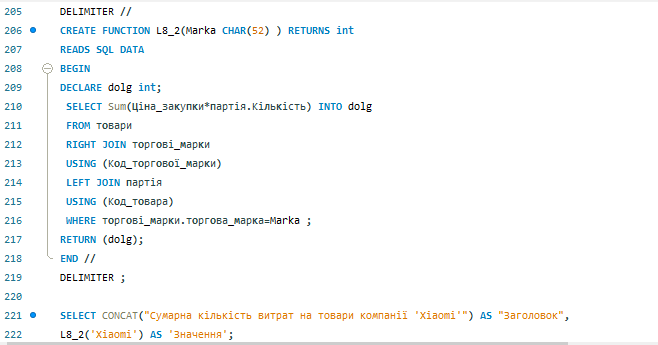 205 DELIMITER //
206 CREATE FUNCTION L8_2(Marka CHAR(52) ) RETURNS int
207 READS SQL DATA
208 BEGIN
209 DECLARE dolg int;
210 SELECT Sum(Ціна_закупки*партія.Кількість) INTO dolg
211 FROM товари
212 RIGHT JOIN торгові_марки
213 USING (Код_торгової_марки)
214 LEFT JOIN партія
215 USING (Код_товара)
216 WHERE торгові_марки.торгова_марка=Marka ;
217 RETURN (dolg);
218 END //
219 DELIMITER ;
220
221 SELECT CONCAT("Сумарна кількість витрат на товари компанії 'Xiaomi'") AS "Заголовок",
222 L8_2('Xiaomi') AS 'Значення';